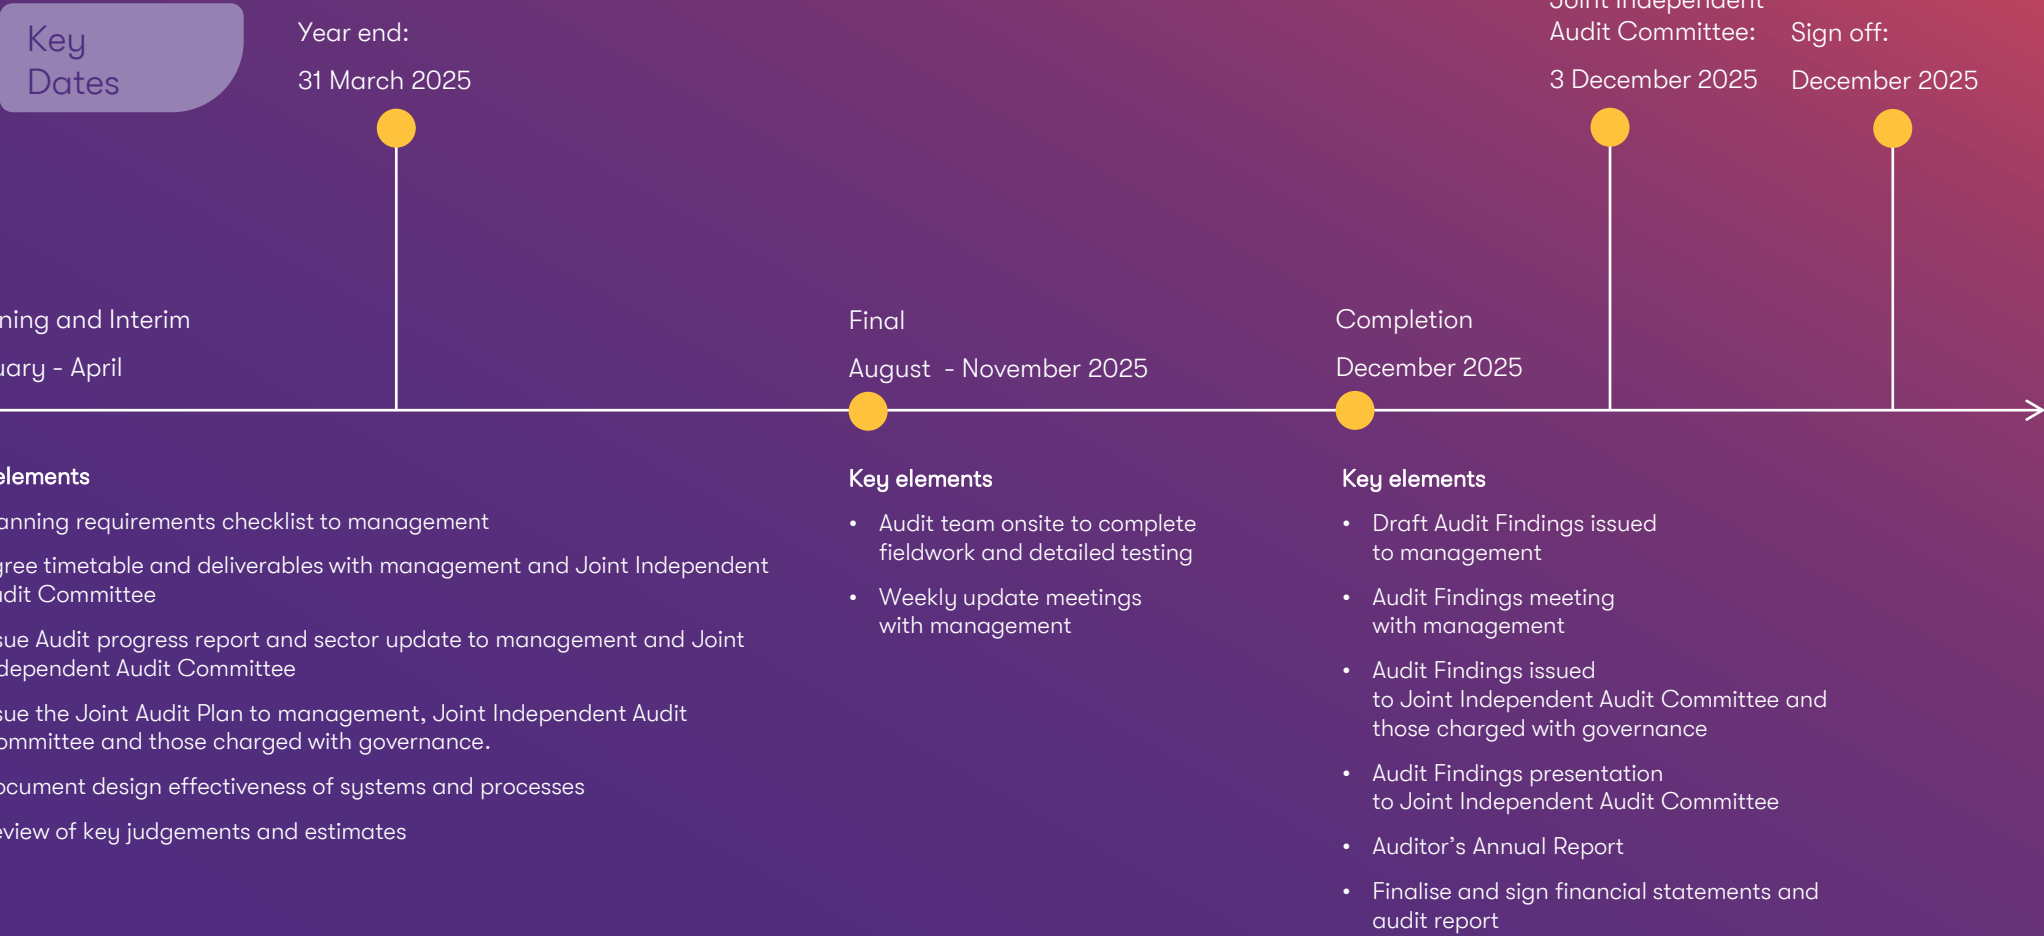 Key
Dates
Year end:
31 March 2025
Joint Independent
Audit Committee:
3 December 2025
Sign off:
December 2025
ning and Interim
uary - April
Final
August - November 2025
Completion
December 2025
elements
anning requirements checklist to management
gree timetable and deliverables with management and Joint Independent
udit Committee
sue Audit progress report and sector update to management and Joint
dependent Audit Committee
sue the Joint Audit Plan to management, Joint Independent Audit
ommittee and those charged with governance.
ocument design effectiveness of systems and processes
eview of key judgements and estimates
Key elements
• Audit team onsite to complete
fieldwork and detailed testing
• Weekly update meetings
with management
Key elements
• Draft Audit Findings issued
to management
• Audit Findings meeting
with management
• Audit Findings issued
to Joint Independent Audit Committee and
those charged with governance
• Audit Findings presentation
to Joint Independent Audit Committee
• Auditor’s Annual Report
• Finalise and sign financial statements and
audit report